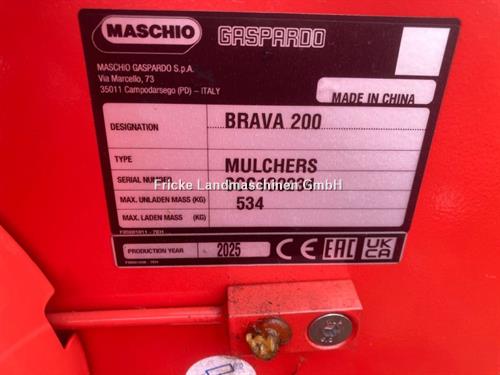 MASCHIO GASPARDO
MASCHIO GASPARDO S.p.A.
Via Marcello, 73
35011 Campodarsego (PD) – ITALY
MADE IN CHINA
DESIGNATION BRAVA 200
TYPE MULCHERS
SERIAL NUMBER
Fricke Landmaschinen GmbH
MAX. UNLADEN MASS (KG) 534
MAX. LADEN MASS (KG)
PRODUCTION YEAR 2025 CE EAC UK
CA